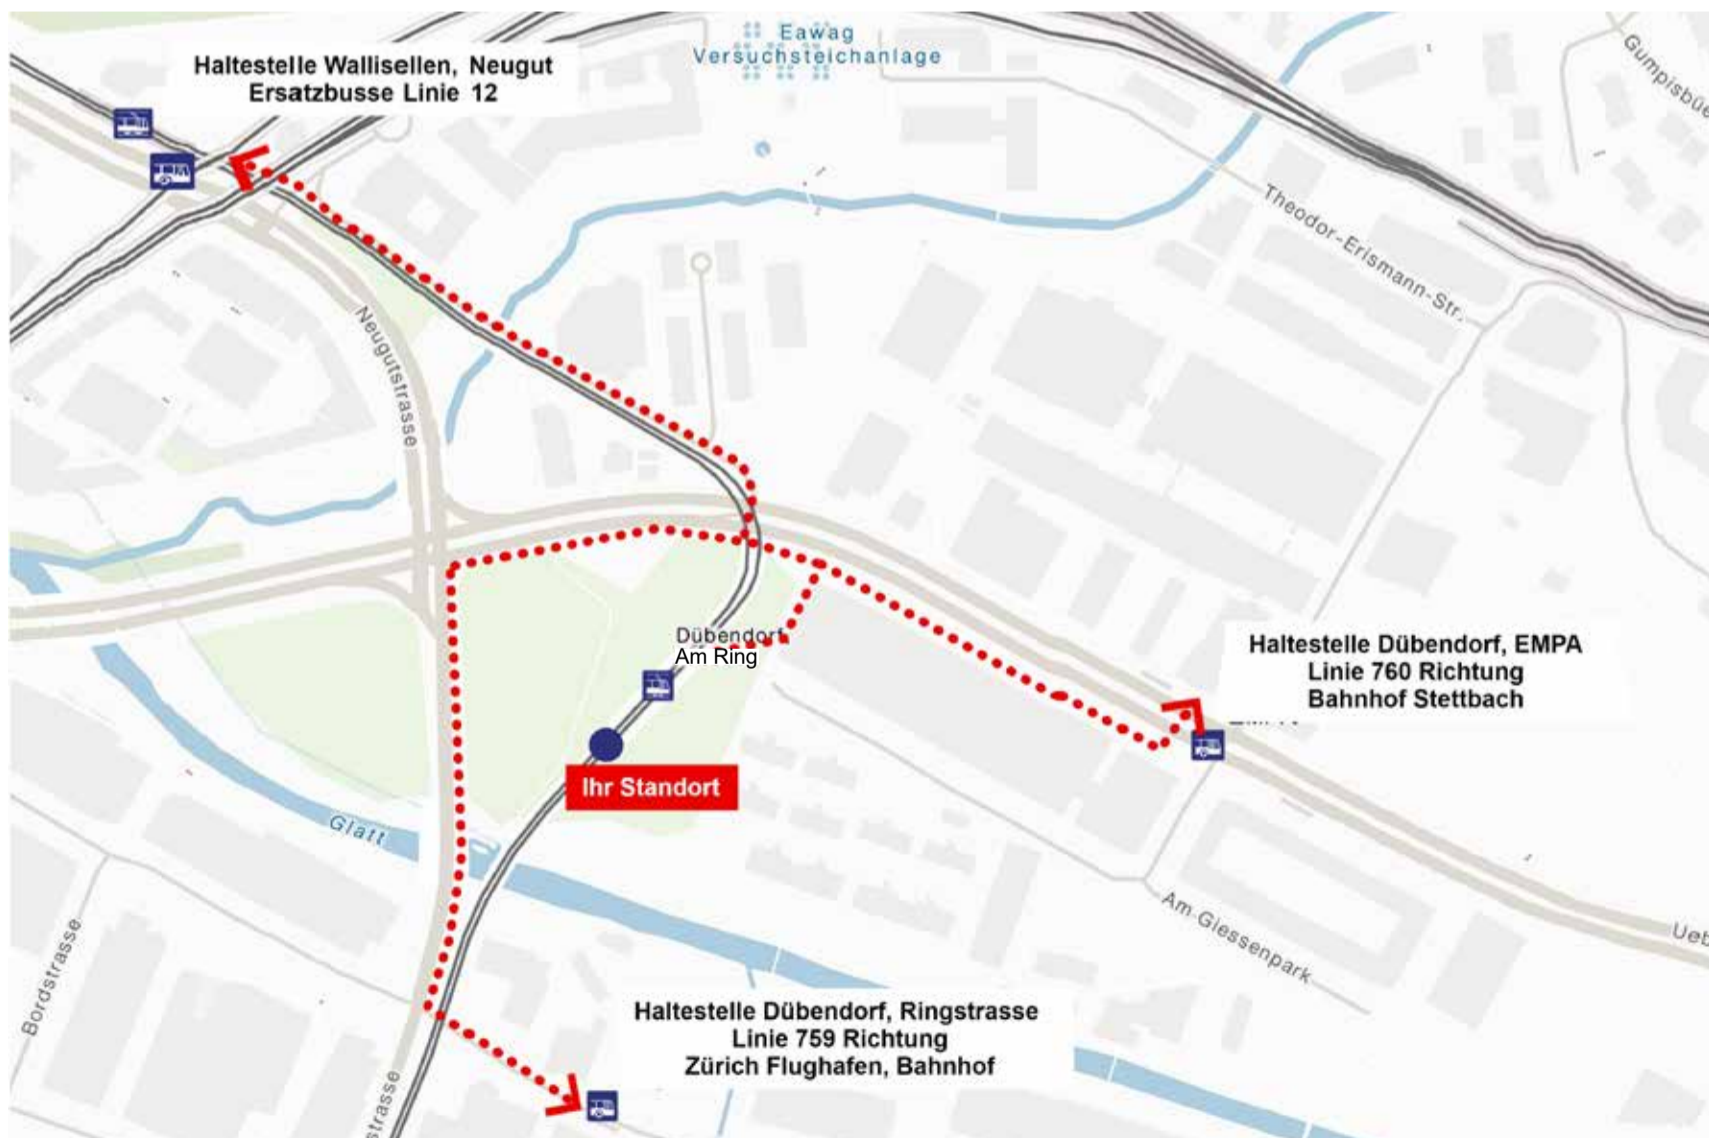 Eawag
Versuchsteichanlage
Haltestelle Wallisellen, Neugut
Ersatzbusse Linie 12
Theodor-Erismann-Str.
Neugutstrasse
Dübendorf
Am Ring
Haltestelle Dübendorf, EMPA
Linie 760 Richtung
Bahnhof Stettbach
Ihr Standort
Glatt
Am Giessenpark
Bordstrasse
Haltestelle Dübendorf, Ringstrasse
Linie 759 Richtung
Zürich Flughafen, Bahnhof
strasse